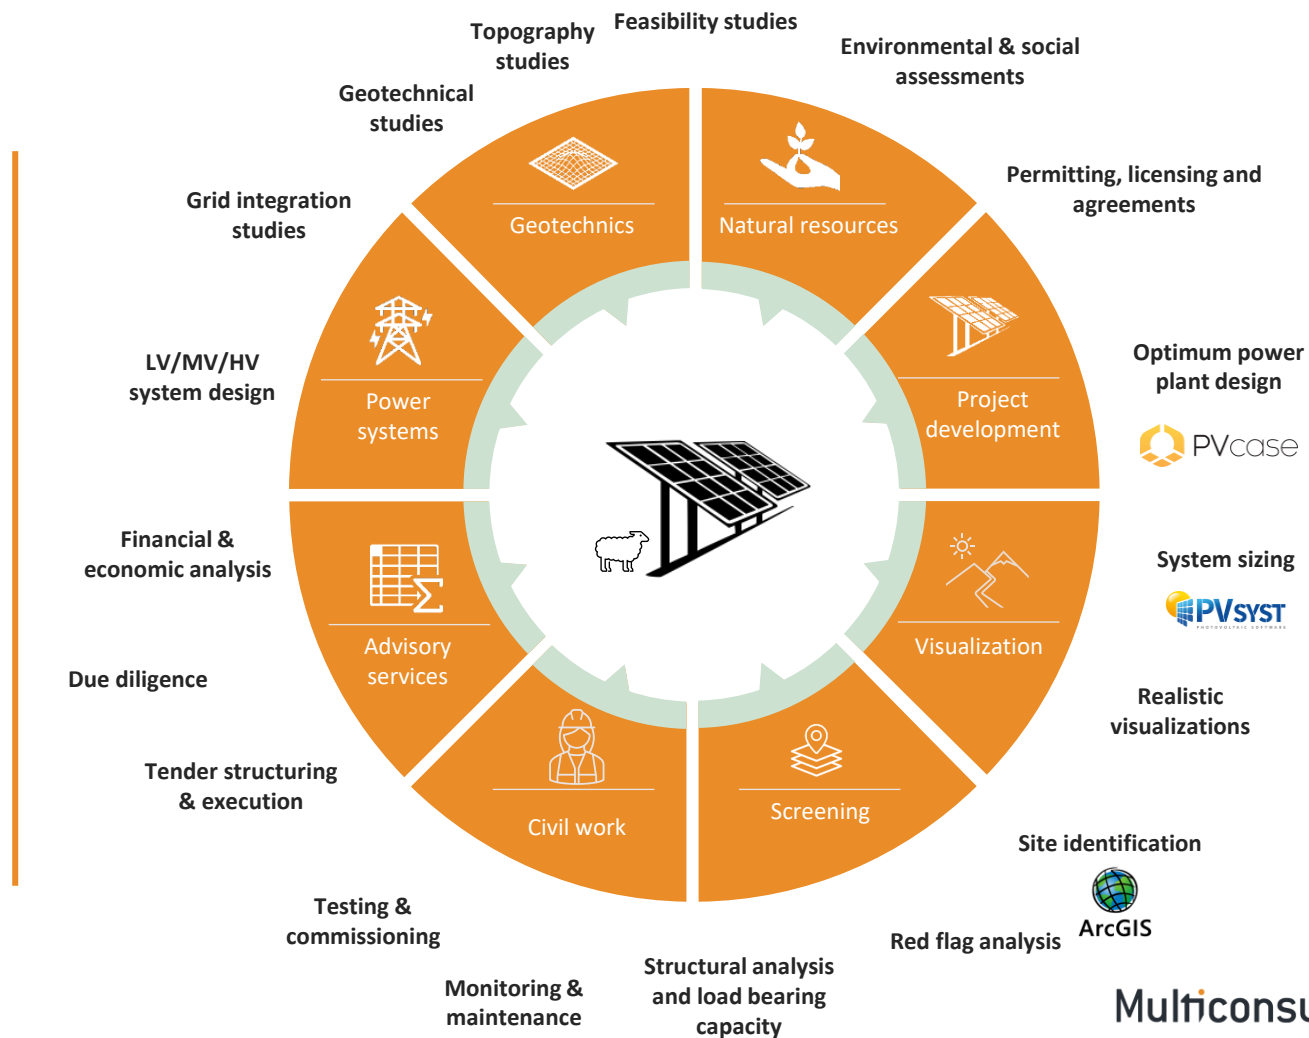 Feasibility studies
Topography
studies
Environmental & social
assessments
Geotechnical
studies
Permitting, licensing and
agreements
Grid integration
studies
Geotechnics
Natural resources
LV/MV/HV
system design
Power
systems
Project
development
Optimum power
plant design
PVcase
Financial &
economic analysis
Advisory
services
Visualization
System sizing
PVSYST
PHOTOVOLTAIC SOFTWARE
Due diligence
Realistic
visualizations
Tender structuring
& execution
Civil work
Screening
Site identification
ArcGIS
Testing &
commissioning
Red flag analysis
Monitoring &
maintenance
Structural analysis
and load bearing
capacity
Multiconsu